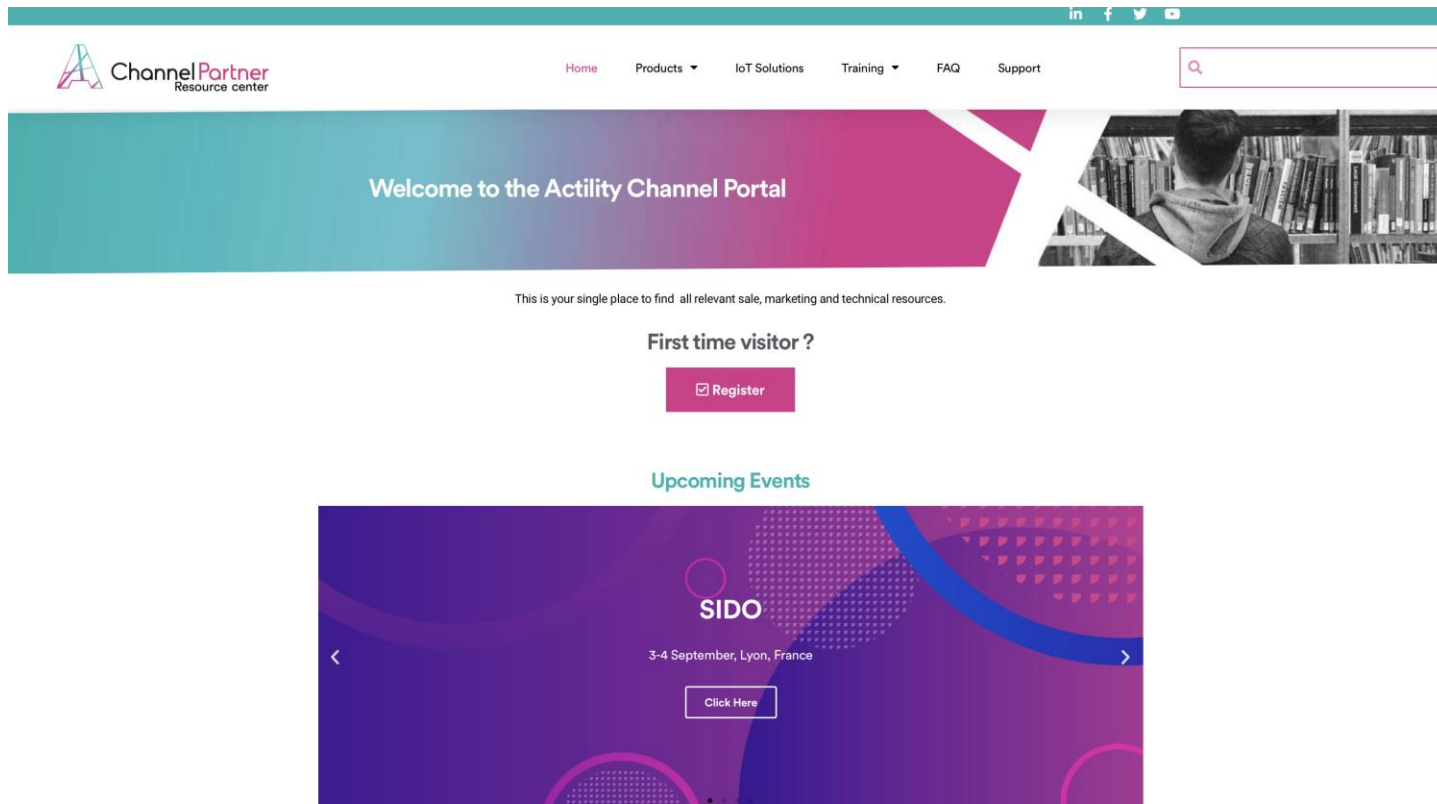 Channel Partner
Resource center
Home
Products
IoT Solutions
Training
FAQ
Support
Welcome to the Actility Channel Portal
This is your single place to find all relevant sale, marketing and technical resources.
First time visitor ?
Register
Upcoming Events
SIDO
3-4 September, Lyon, France
Click Here